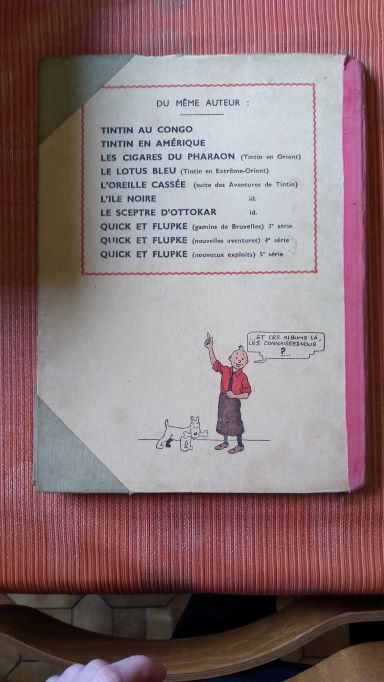 DU MÊME AUTEUR :
TINTIN AU CONGO
TINTIN EN AMÉRIQUE
LES CIGARES DU PHARAON (Tintin en Orient)
LE LOTUS BLEU (Tintin en Extrême-Orient)
L'OREILLE CASSÉE (suite des Aventures de Tintin)
L'ILE NOIRE id.
LE SCEPTRE D'OTTOKAR id.
QUICK ET FLUPKE (gamins de Bruxelles) 3e série
QUICK ET FLUPKE (nouvelles aventures) 4e série
QUICK ET FLUPKE (nouveaux exploits) 5e série
...ET CES ALBUMS-LÀ,
LES CONNAISSEZ-VOUS
?...